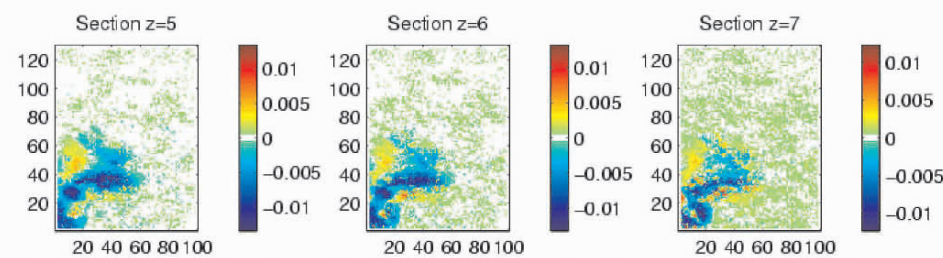 Section z=5 Section z=6 Section z=7
120 0.01 120 0.01 120 0.01
100 100 100
80 0.005 80 0.005 80 0.005
60 0 60 0 60 0
40 −0.005 40 −0.005 40 −0.005
20 −0.01 20 −0.01 20 −0.01
20 40 60 80 100 20 40 60 80 100 20 40 60 80 100